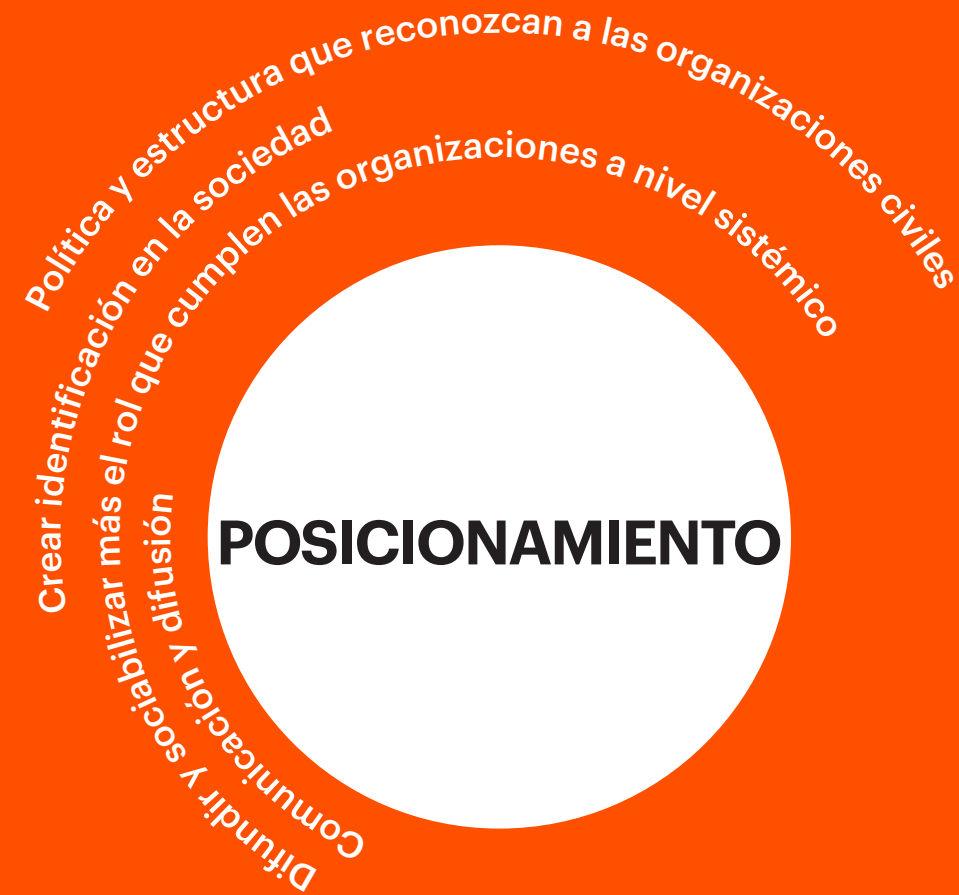 Política y estructura que reconozcan a las organizaciones civiles
Crear identificación en la sociedad
Difundir y sociabilizar más el rol que cumplen las organizaciones a nivel sistémico
Comunicación y difusión
POSICIONAMIENTO